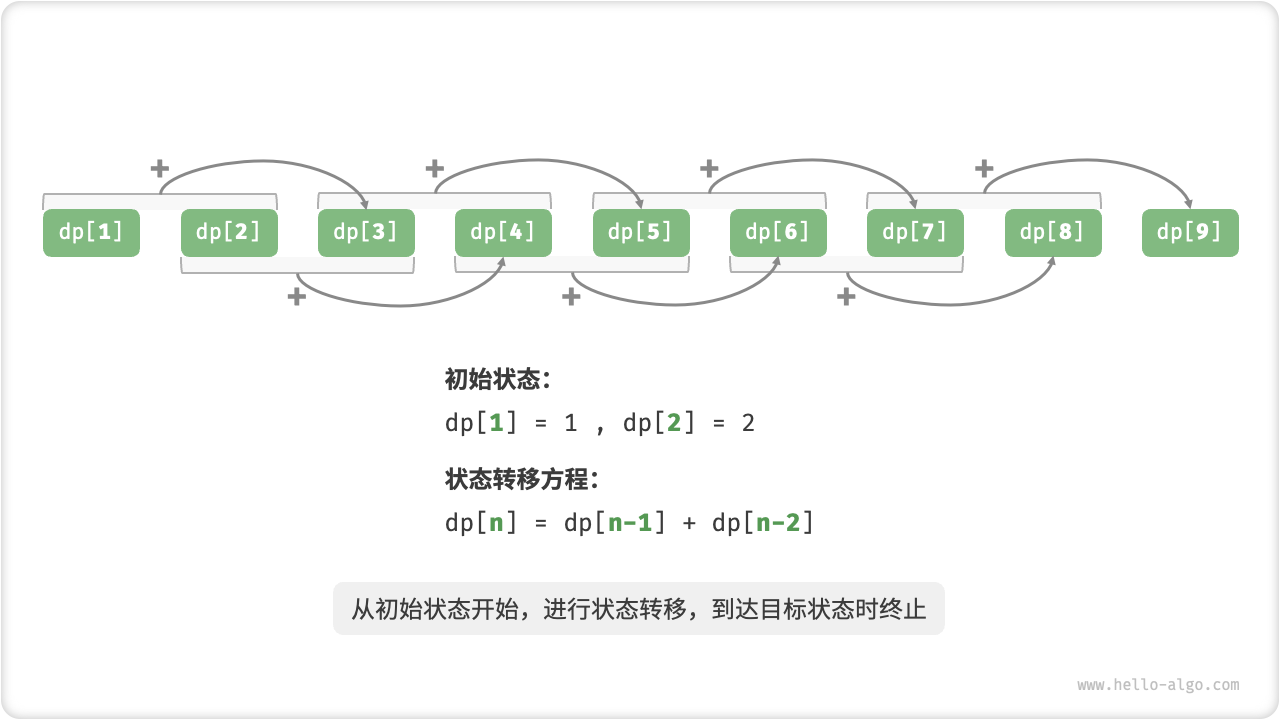 + + + +
dp[1] dp[2] dp[3] dp[4] dp[5] dp[6] dp[7] dp[8] dp[9]
+ + +
初始状态：
dp[1] = 1 , dp[2] = 2
状态转移方程：
dp[n] = dp[n-1] + dp[n-2]
从初始状态开始，进行状态转移，到达目标状态时终止
www.hello-algo.com